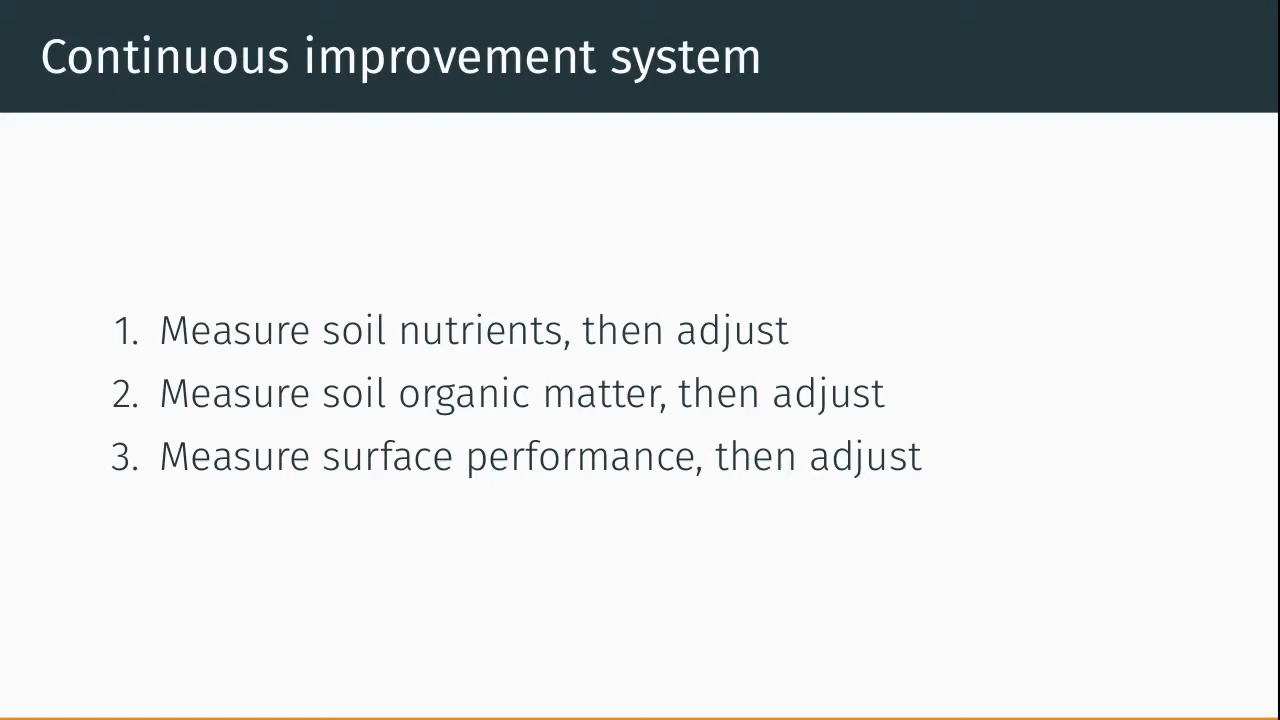 Continuous improvement system
1. Measure soil nutrients, then adjust
2. Measure soil organic matter, then adjust
3. Measure surface performance, then adjust